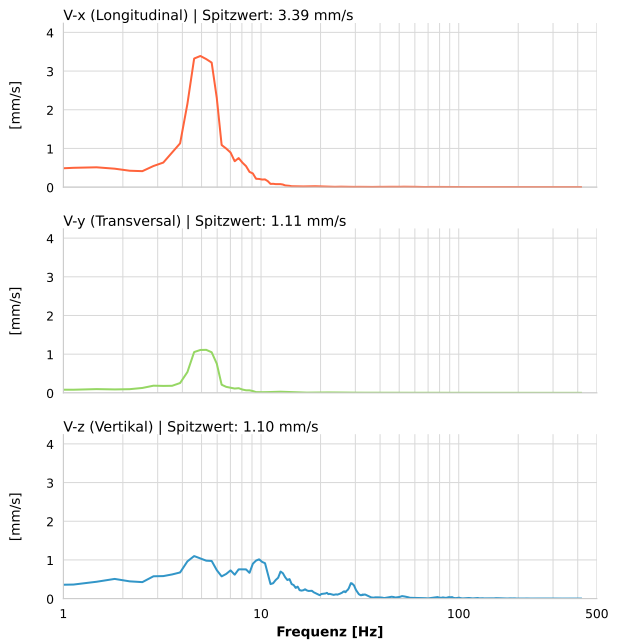 V-x (Longitudinal) | Spitzwert: 3.39 mm/s
4
3
2
1
0
[mm/s]
V-y (Transversal) | Spitzwert: 1.11 mm/s
4
3
2
1
0
[mm/s]
V-z (Vertikal) | Spitzwert: 1.10 mm/s
4
3
2
1
0
[mm/s]
1 10 100 500
Frequenz [Hz]